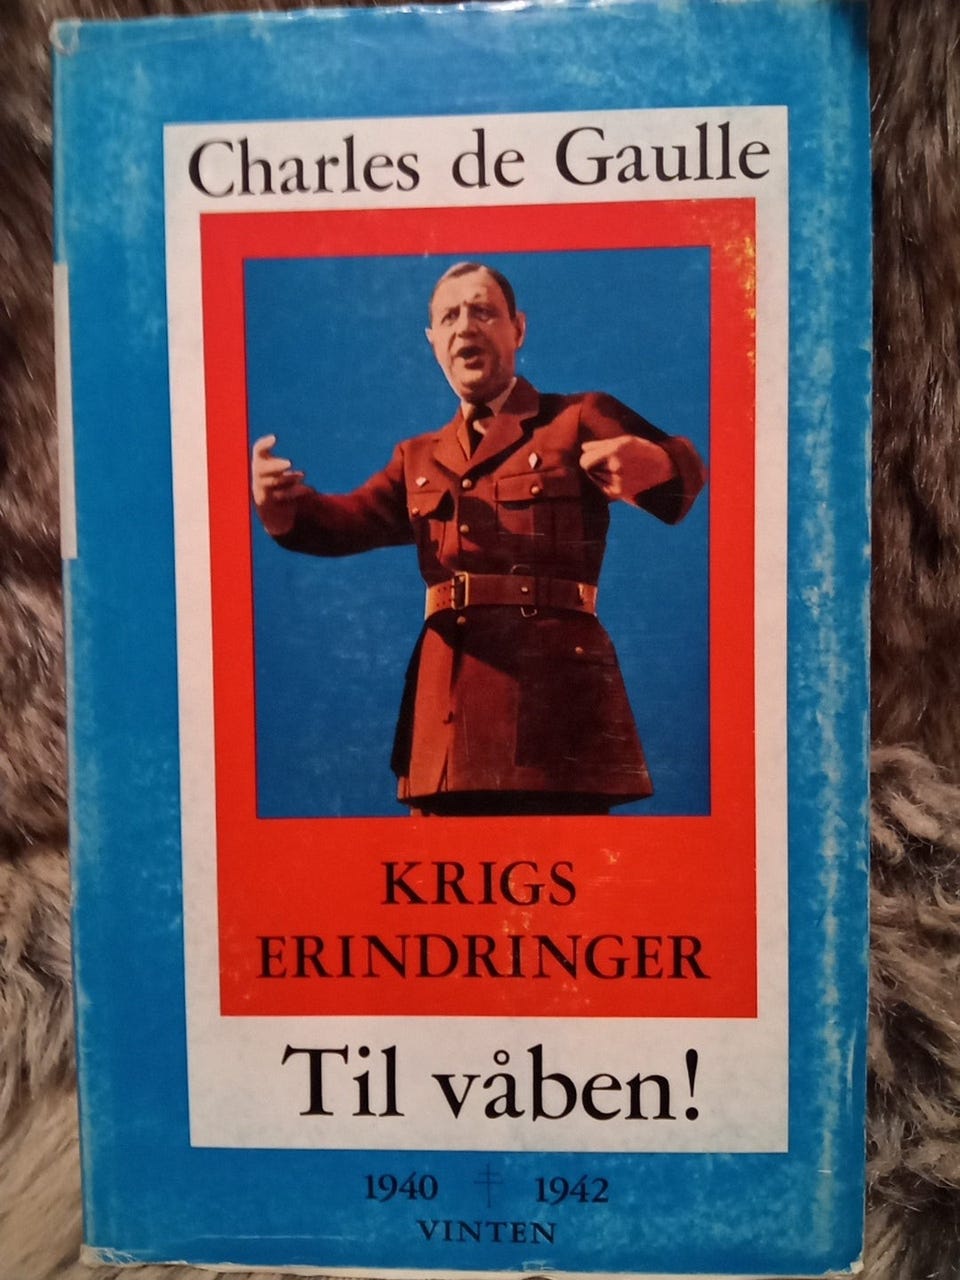 Charles de Gaulle
KRIGS
ERINDRINGER
Til våben!
1940 1942
VINTEN